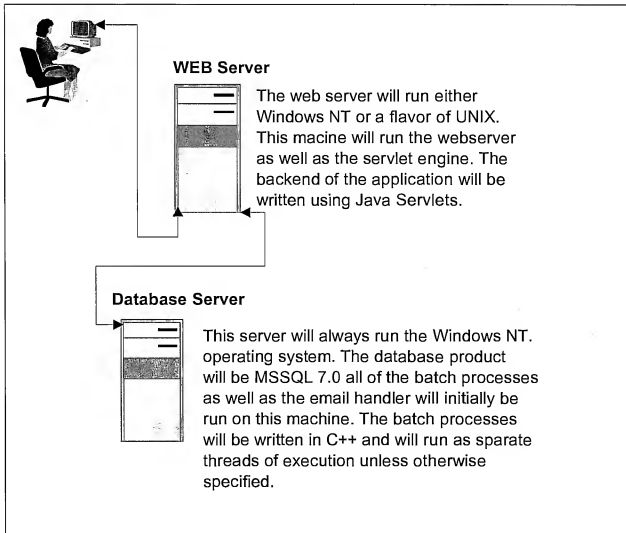 WEB Server
The web server will run either
Windows NT or a flavor of UNIX.
This macine will run the webserver
as well as the servlet engine. The
backend of the application will be
written using Java Servlets.
Database Server
This server will always run the Windows NT.
operating system. The database product
will be MSSQL 7.0 all of the batch processes
as well as the email handler will initially be
run on this machine. The batch processes
will be written in C++ and will run as sparate
threads of execution unless otherwise
specified.